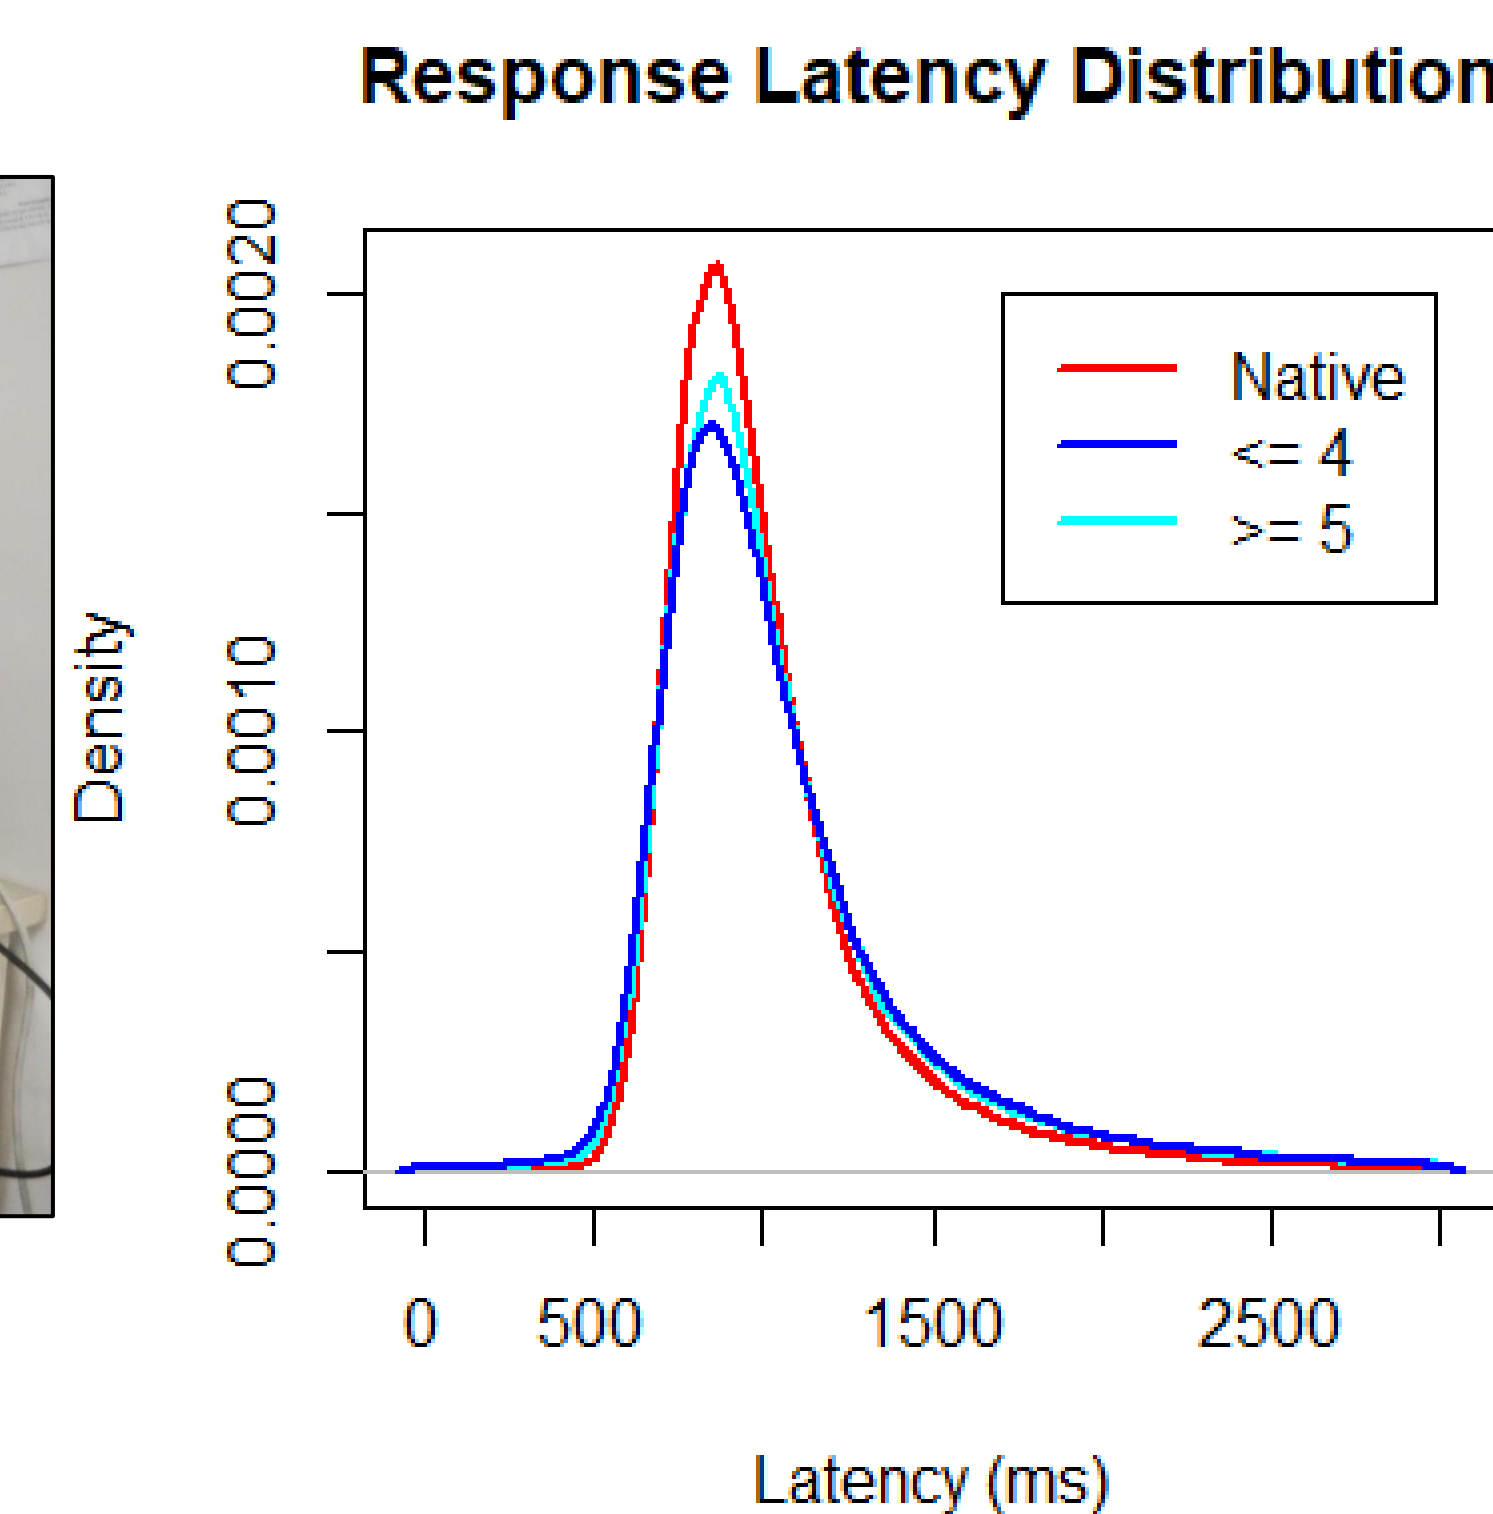 Response Latency Distribution
0.0020
0.0010
0.0000
Density
Native
<= 4
>= 5
0 500 1500 2500
Latency (ms)